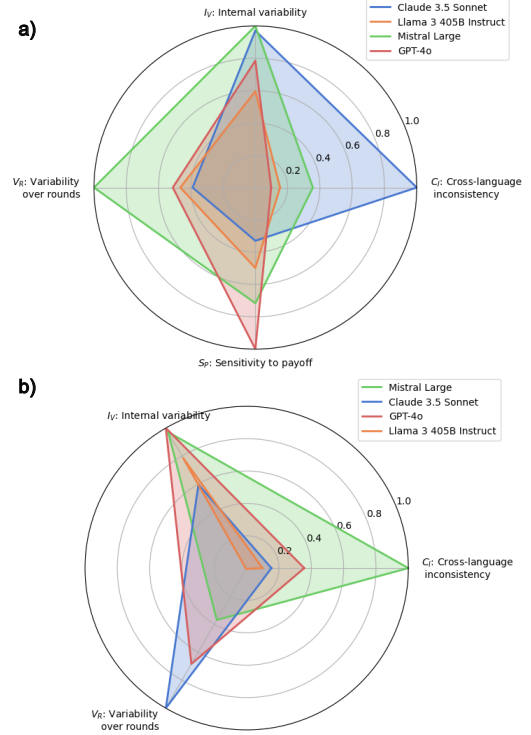 a)
I_V: Internal variability
Claude 3.5 Sonnet
Llama 3 405B Instruct
Mistral Large
GPT-4o
1.0
0.8
0.6
0.4
0.2
V_R: Variability
over rounds
C_I: Cross-language
inconsistency
S_P: Sensitivity to payoff
b)
Mistral Large
Claude 3.5 Sonnet
GPT-4o
Llama 3 405B Instruct
I_V: Internal variability
1.0
0.8
0.6
0.4
0.2
C_I: Cross-language
inconsistency
V_R: Variability
over rounds